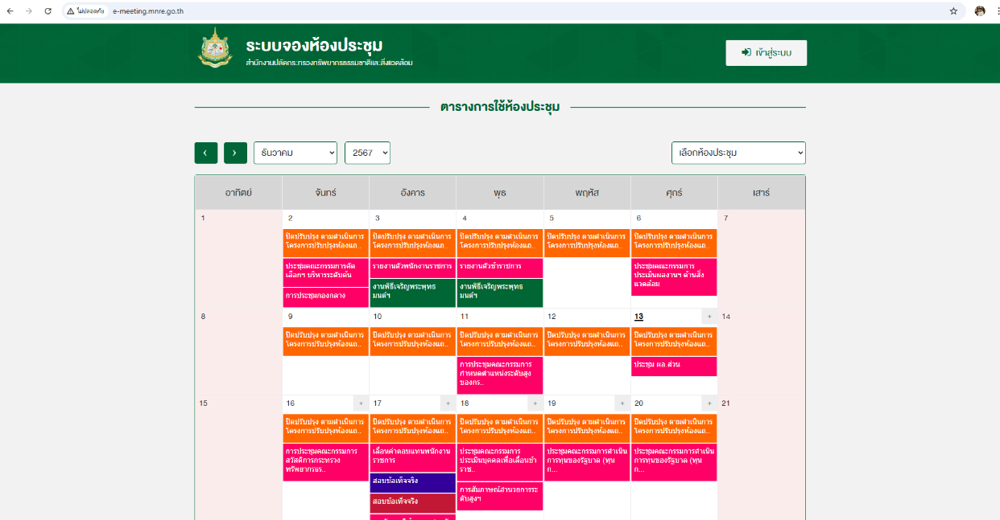 ไม่ปลอดภัย e-meeting.mnre.go.th
ระบบจองห้องประชุม
สำนักงานปลัดกระทรวงทรัพยากรธรรมชาติและสิ่งแวดล้อม
เข้าสู่ระบบ
ตารางการใช้ห้องประชุม
ธันวาคม 2567 เลือกห้องประชุม
อาทิตย์ จันทร์ อังคาร พุธ พฤหัส ศุกร์ เสาร์
1 2 3 4 5 6 7
ปิดปรับปรุง ตามดำเนินการ
โครงการปรับปรุงห้องแถ..
ประชุมคณะกรรมการคัด
เลือกฯ บริหารระดับต้น
การประชุมกองกลาง
ปิดปรับปรุง ตามดำเนินการ
โครงการปรับปรุงห้องแถ..
รายงานตัวพนักงานราชการ
งานพิธีเจริญพระพุทธ
มนต์ฯ
ปิดปรับปรุง ตามดำเนินการ
โครงการปรับปรุงห้องแถ..
รายงานตัวข้าราชการ
งานพิธีเจริญพระพุทธ
มนต์ฯ
ปิดปรับปรุง ตามดำเนินการ
โครงการปรับปรุงห้องแถ..
ปิดปรับปรุง ตามดำเนินการ
โครงการปรับปรุงห้องแถ..
ประชุมคณะกรรมการ
ประเมินผลงานฯ ด้านสิ่ง
แวดล้อม
8 9 10 11 12 13 + 14
ปิดปรับปรุง ตามดำเนินการ
โครงการปรับปรุงห้องแถ..
ปิดปรับปรุง ตามดำเนินการ
โครงการปรับปรุงห้องแถ..
ปิดปรับปรุง ตามดำเนินการ
โครงการปรับปรุงห้องแถ..
การประชุมคณะกรรมการ
กำหนดตำแหน่งระดับสูง
ของกร..
ปิดปรับปรุง ตามดำเนินการ
โครงการปรับปรุงห้องแถ..
ปิดปรับปรุง ตามดำเนินการ
โครงการปรับปรุงห้องแถ..
ประชุม ผอ.ส่วน
15 16 + 17 + 18 + 19 + 20 + 21
ปิดปรับปรุง ตามดำเนินการ
โครงการปรับปรุงห้องแถ..
การประชุมคณะกรรมการ
สวัสดิการกระทรวง
ทรัพยากรธร..
ปิดปรับปรุง ตามดำเนินการ
โครงการปรับปรุงห้องแถ..
เลื่อนค่าตอบแทนพนักงาน
ราชการ
สอบข้อเท็จจริง
สอบข้อเท็จจริง
ปิดปรับปรุง ตามดำเนินการ
โครงการปรับปรุงห้องแถ..
ประชุมคณะกรรมการ
ประเมินบุคคลเพื่อเลื่อนข้า
ราช..
การสัมภาษณ์อำนวยการระ
ดับสูงฯ
ปิดปรับปรุง ตามดำเนินการ
โครงการปรับปรุงห้องแถ..
ประชุมคณะกรรมการดำเนิน
การทุนของรัฐบาล (ทุน
ก...
ปิดปรับปรุง ตามดำเนินการ
โครงการปรับปรุงห้องแถ..
ประชุมคณะกรรมการดำเนิน
การทุนของรัฐบาล (ทุน
ก...